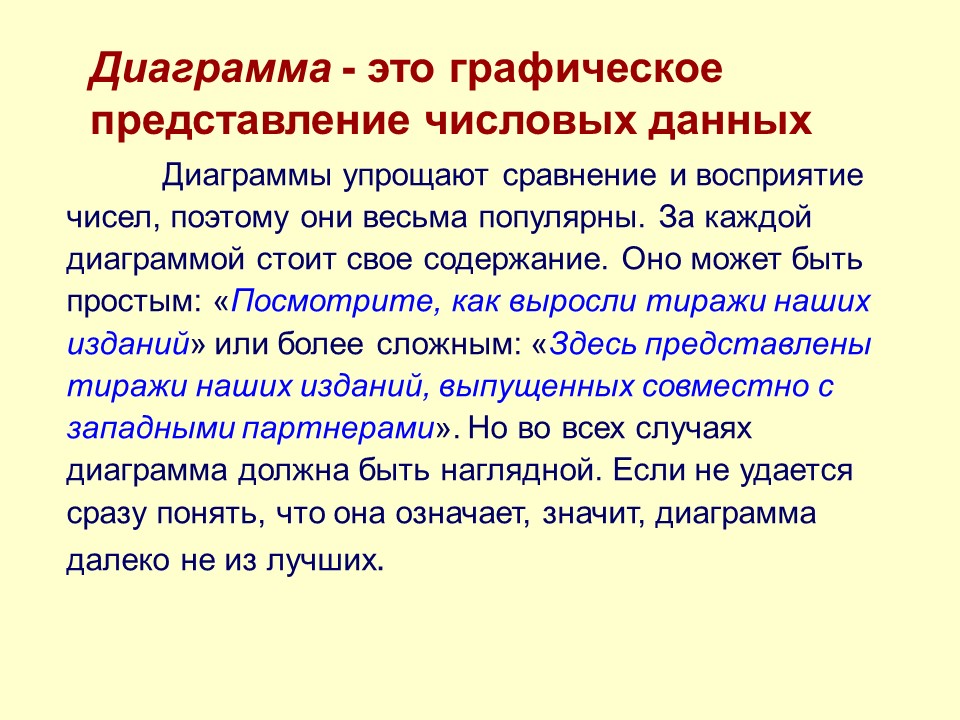 Диаграмма - это графическое
представление числовых данных
Диаграммы упрощают сравнение и восприятие
чисел, поэтому они весьма популярны. За каждой
диаграммой стоит свое содержание. Оно может быть
простым: «Посмотрите, как выросли тиражи наших
изданий» или более сложным: «Здесь представлены
тиражи наших изданий, выпущенных совместно с
западными партнерами». Но во всех случаях
диаграмма должна быть наглядной. Если не удается
сразу понять, что она означает, значит, диаграмма
далеко не из лучших.